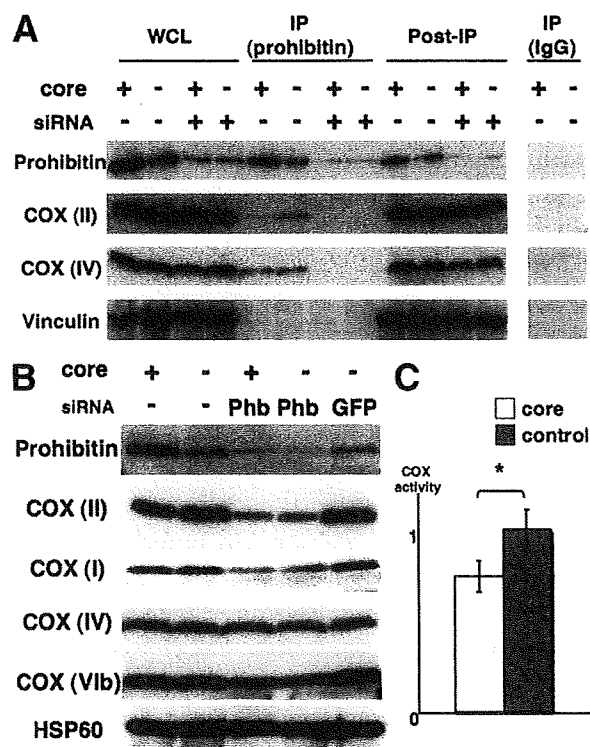 A
WCL
IP
(prohibitin)
Post-IP
IP
(IgG)
core + - + - + - + - + - + - + -
siRNA - - + + - - + + - - + + - -
Prohibitin
COX (II)
COX (IV)
Vinculin
B
core + - + - -
siRNA - - Phb Phb GFP
Prohibitin
COX (II)
COX (I)
COX (IV)
COX (VIb)
HSP60
C
core
control
COX
activity
*
1
0